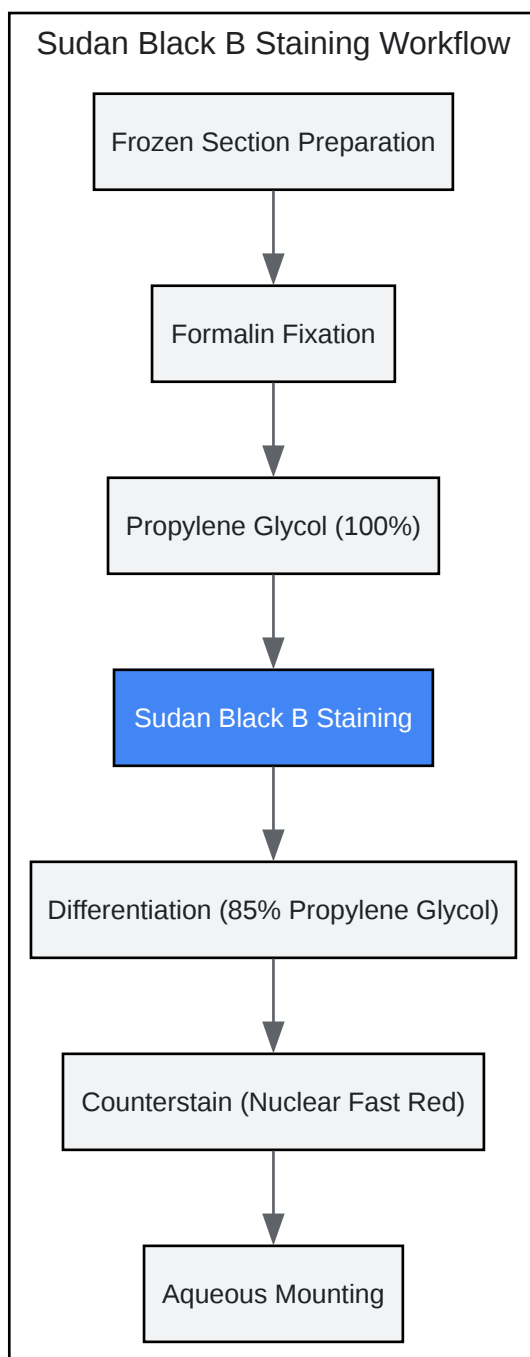 Sudan Black B Staining Workflow
Frozen Section Preparation
Formalin Fixation
Propylene Glycol (100%)
Sudan Black B Staining
Differentiation (85% Propylene Glycol)
Counterstain (Nuclear Fast Red)
Aqueous Mounting